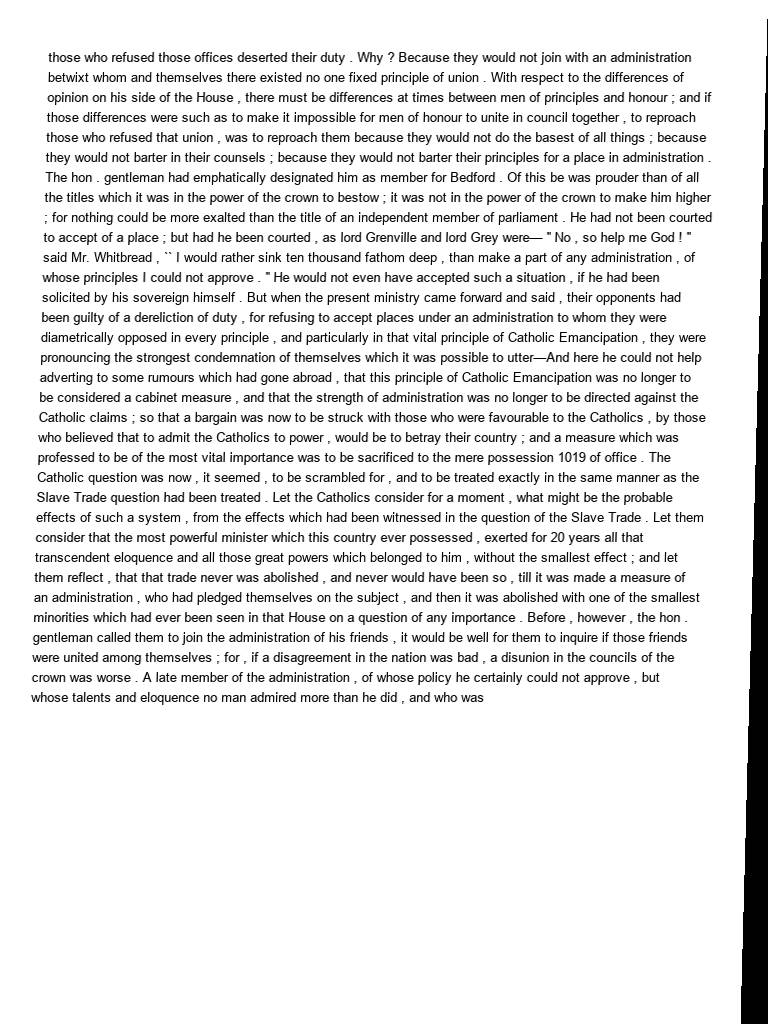 those who refused those offices deserted their duty . Why ? Because they would not join with an administration
betwixt whom and themselves there existed no one fixed principle of union . With respect to the differences of
opinion on his side of the House , there must be differences at times between men of principles and honour ; and if
those differences were such as to make it impossible for men of honour to unite in council together , to reproach
those who refused that union , was to reproach them because they would not do the basest of all things ; because
they would not barter in their counsels ; because they would not barter their principles for a place in administration .
The hon . gentleman had emphatically designated him as member for Bedford . Of this be was prouder than of all
the titles which it was in the power of the crown to bestow ; it was not in the power of the crown to make him higher
; for nothing could be more exalted than the title of an independent member of parliament . He had not been courted
to accept of a place ; but had he been courted , as lord Grenville and lord Grey were— " No , so help me God ! "
said Mr. Whitbread , `` I would rather sink ten thousand fathom deep , than make a part of any administration , of
whose principles I could not approve . " He would not even have accepted such a situation , if he had been
solicited by his sovereign himself . But when the present ministry came forward and said , their opponents had
been guilty of a dereliction of duty , for refusing to accept places under an administration to whom they were
diametrically opposed in every principle , and particularly in that vital principle of Catholic Emancipation , they were
pronouncing the strongest condemnation of themselves which it was possible to utter—And here he could not help
adverting to some rumours which had gone abroad , that this principle of Catholic Emancipation was no longer to
be considered a cabinet measure , and that the strength of administration was no longer to be directed against the
Catholic claims ; so that a bargain was now to be struck with those who were favourable to the Catholics , by those
who believed that to admit the Catholics to power , would be to betray their country ; and a measure which was
professed to be of the most vital importance was to be sacrificed to the mere possession 1019 of office . The
Catholic question was now , it seemed , to be scrambled for , and to be treated exactly in the same manner as the
Slave Trade question had been treated . Let the Catholics consider for a moment , what might be the probable
effects of such a system , from the effects which had been witnessed in the question of the Slave Trade . Let them
consider that the most powerful minister which this country ever possessed , exerted for 20 years all that
transcendent eloquence and all those great powers which belonged to him , without the smallest effect ; and let
them reflect , that that trade never was abolished , and never would have been so , till it was made a measure of
an administration , who had pledged themselves on the subject , and then it was abolished with one of the smallest
minorities which had ever been seen in that House on a question of any importance . Before , however , the hon .
gentleman called them to join the administration of his friends , it would be well for them to inquire if those friends
were united among themselves ; for , if a disagreement in the nation was bad , a disunion in the councils of the
crown was worse . A late member of the administration , of whose policy he certainly could not approve , but
whose talents and eloquence no man admired more than he did , and who was